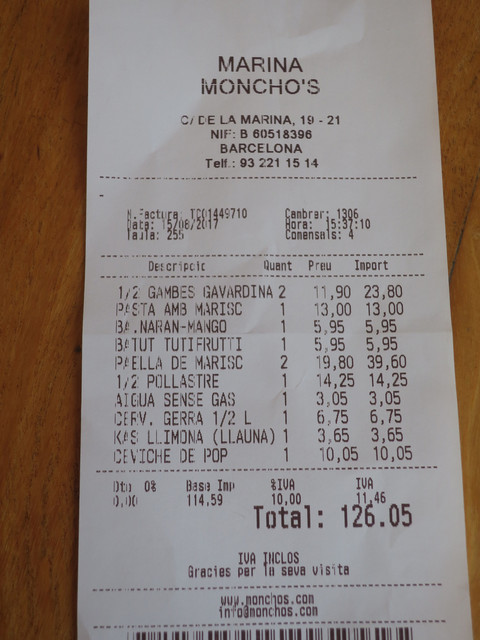 MARINA
MONCHO'S
C/ DE LA MARINA, 19 - 21
NIF: B 60518396
BARCELONA
Telf.: 93 221 15 14
N.Factura: TC01449710 Cambrer: 1306
Data: 15/08/2017 Hora: 15:37:10
Taula: 255 Comensals: 4
Descripcio Quant Preu Import
1/2 GAMBES GAVARDINA 2 11,90 23,80
PASTA AMB MARISC 1 13,00 13,00
BA.NARAN-MANGO 1 5,95 5,95
BATUT TUTIFRUTTI 1 5,95 5,95
PAELLA DE MARISC 2 19,80 39,60
1/2 POLLASTRE 1 14,25 14,25
AIGUA SENSE GAS 1 3,05 3,05
CERV. GERRA 1/2 L 1 6,75 6,75
KAS LLIMONA (LLAUNA) 1 3,65 3,65
CEVICHE DE POP 1 10,05 10,05
Dto 0% Base Imp %IVA IVA
0,00 114,59 10,00 11,46
Total: 126.05
IVA INCLOS
Gracies per la seva visita
www.monchos.com
info@monchos.com